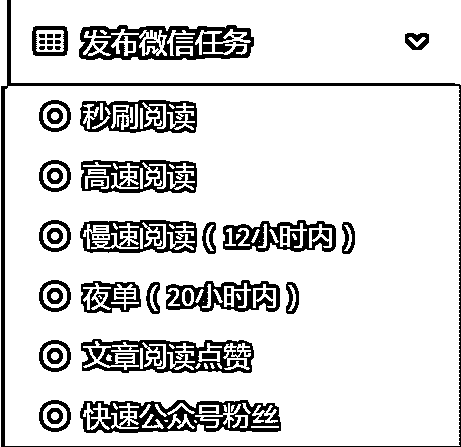 发布微信任务
秒刷阅读
高速阅读
慢速阅读（12小时内）
夜单（20小时内）
文章阅读点赞
快速公众号粉丝